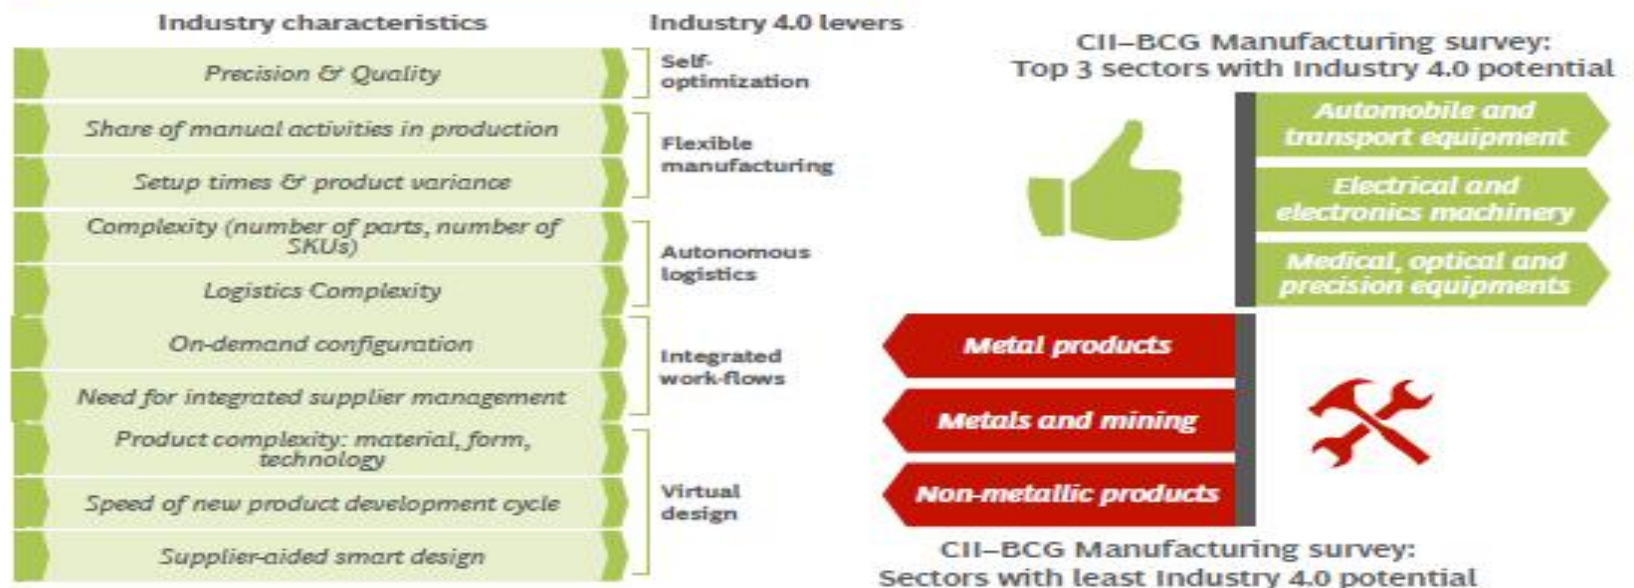 Industry characteristics
Industry 4.0 levers
Precision & Quality
Self-
optimization
Share of manual activities in production
Setup times & product variance
Flexible
manufacturing
Complexity (number of parts, number of
SKUs)
Logistics Complexity
Autonomous
logistics
On-demand configuration
Need for integrated supplier management
Integrated
work-flows
Product complexity: material, form,
technology
Speed of new product development cycle
Supplier-aided smart design
Virtual
design
CII–BCG Manufacturing survey:
Top 3 sectors with Industry 4.0 potential
Automobile and
transport equipment
Electrical and
electronics machinery
Medical, optical and
precision equipments
Metal products
Metals and mining
Non-metallic products
CII–BCG Manufacturing survey:
Sectors with least Industry 4.0 potential